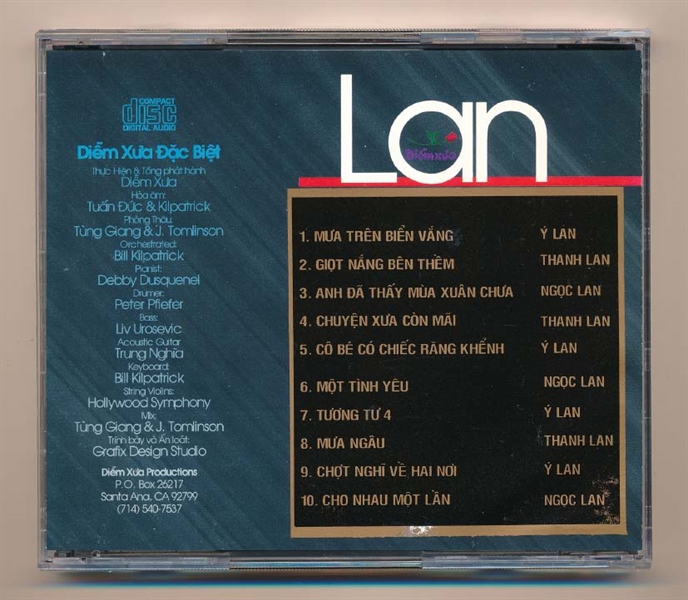 COMPACT
disc
DIGITAL AUDIO
Diễm Xưa Đặc Biệt
Thực Hiện & Tổng phát hành
Diễm Xưa
Hòa âm:
Tuấn Đức & Kilpatrick
Phòng Thâu:
Tùng Giang & J. Tomlinson
Orchestrated:
Bill Kilpatrick
Pianist:
Debby Dusquenel
Drumer:
Peter Pfiefer
Bass:
Liv Urosevic
Acoustic Guitar
Trung Nghĩa
Keyboard:
Bill Kilpatrick
String Violins:
Hollywood Symphony
Mix:
Tùng Giang & J. Tomlinson
Trình bày và Ấn loát:
Grafix Design Studio
Diễm Xưa Productions
P.O. Box 26217
Santa Ana, CA 92799
(714) 540-7537
Lan
Diễm xưa
1. MƯA TRÊN BIỂN VẮNG Ý LAN
2. GIỌT NẮNG BÊN THỀM THANH LAN
3. ANH ĐÃ THẤY MÙA XUÂN CHƯA NGỌC LAN
4. CHUYỆN XƯA CÒN MÃI THANH LAN
5. CÔ BÉ CÓ CHIẾC RĂNG KHỂNH Ý LAN
6. MỘT TÌNH YÊU NGỌC LAN
7. TƯƠNG TƯ 4 Ý LAN
8. MƯA NGÂU THANH LAN
9. CHỢT NGHĨ VỀ HAI NƠI Ý LAN
10. CHO NHAU MỘT LẦN NGỌC LAN